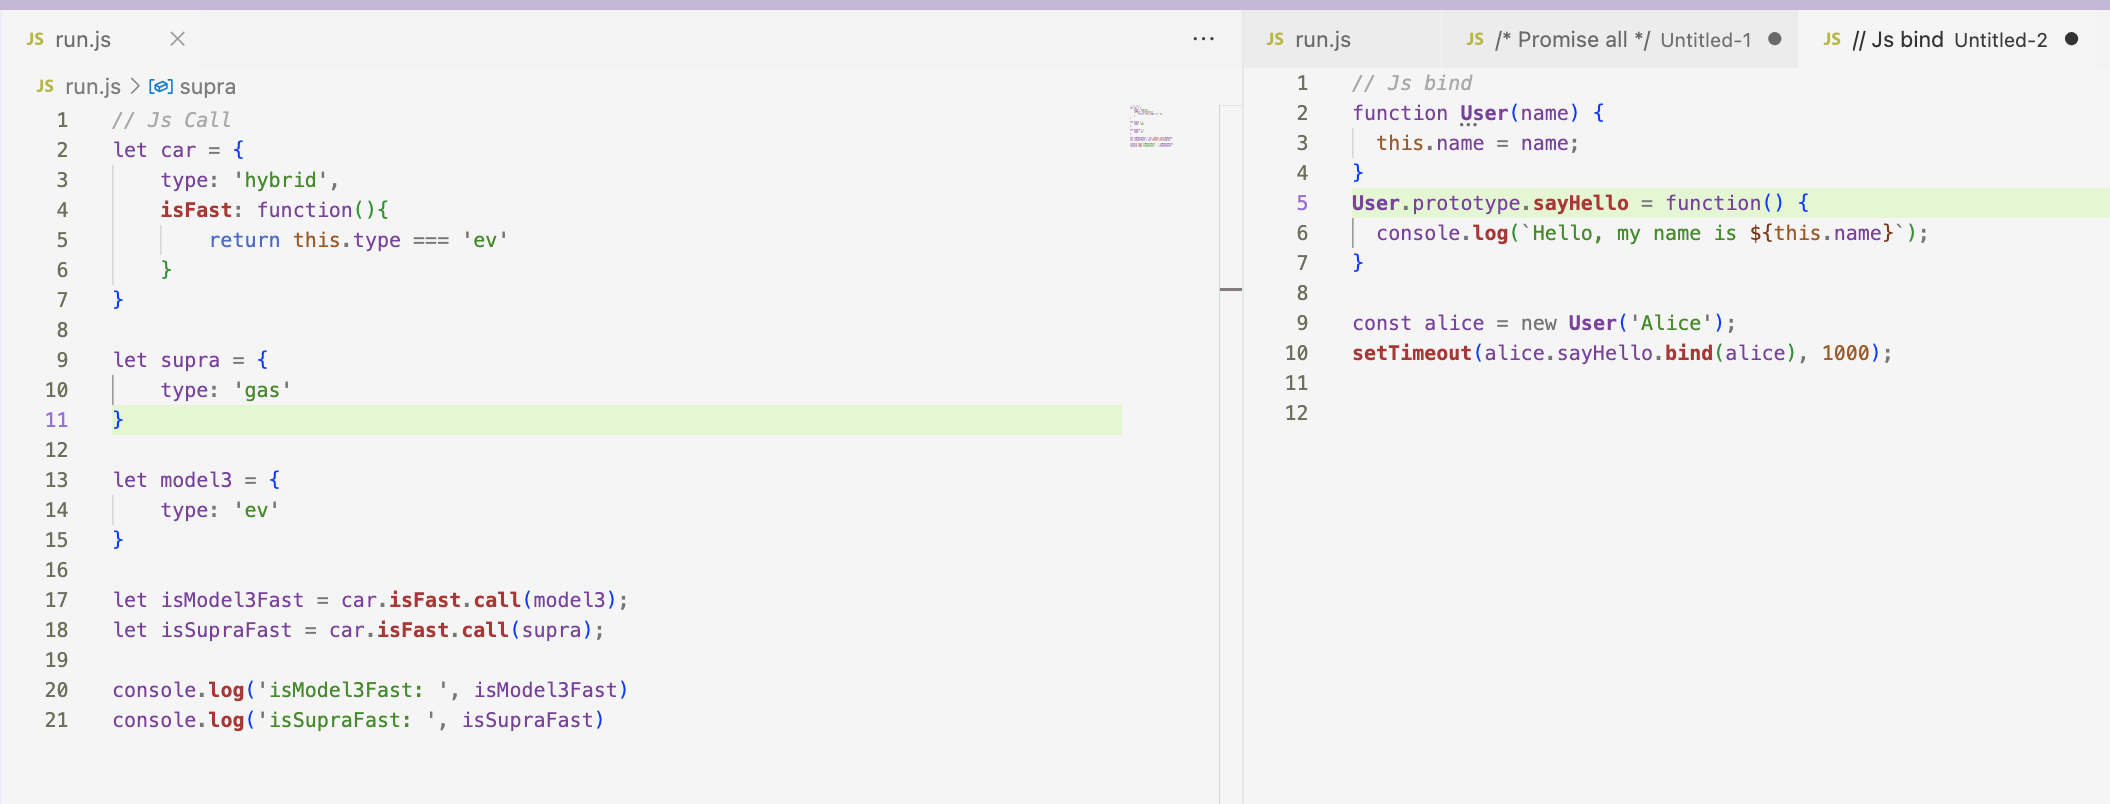 JS run.js
JS run.js > supra
1 // Js Call
2 let car = {
3     type: 'hybrid',
4     isFast: function(){
5         return this.type === 'ev'
6     }
7 }
8
9 let supra = {
10     type: 'gas'
11 }
12
13 let model3 = {
14     type: 'ev'
15 }
16
17 let isModel3Fast = car.isFast.call(model3);
18 let isSupraFast = car.isFast.call(supra);
19
20 console.log('isModel3Fast: ', isModel3Fast)
21 console.log('isSupraFast: ', isSupraFast)
JS run.js JS /* Promise all */ Untitled-1 JS // Js bind Untitled-2
1 // Js bind
2 function User(name) {
3   this.name = name;
4 }
5 User.prototype.sayHello = function() {
6   console.log(`Hello, my name is ${this.name}`);
7 }
8
9 const alice = new User('Alice');
10 setTimeout(alice.sayHello.bind(alice), 1000);
11
12